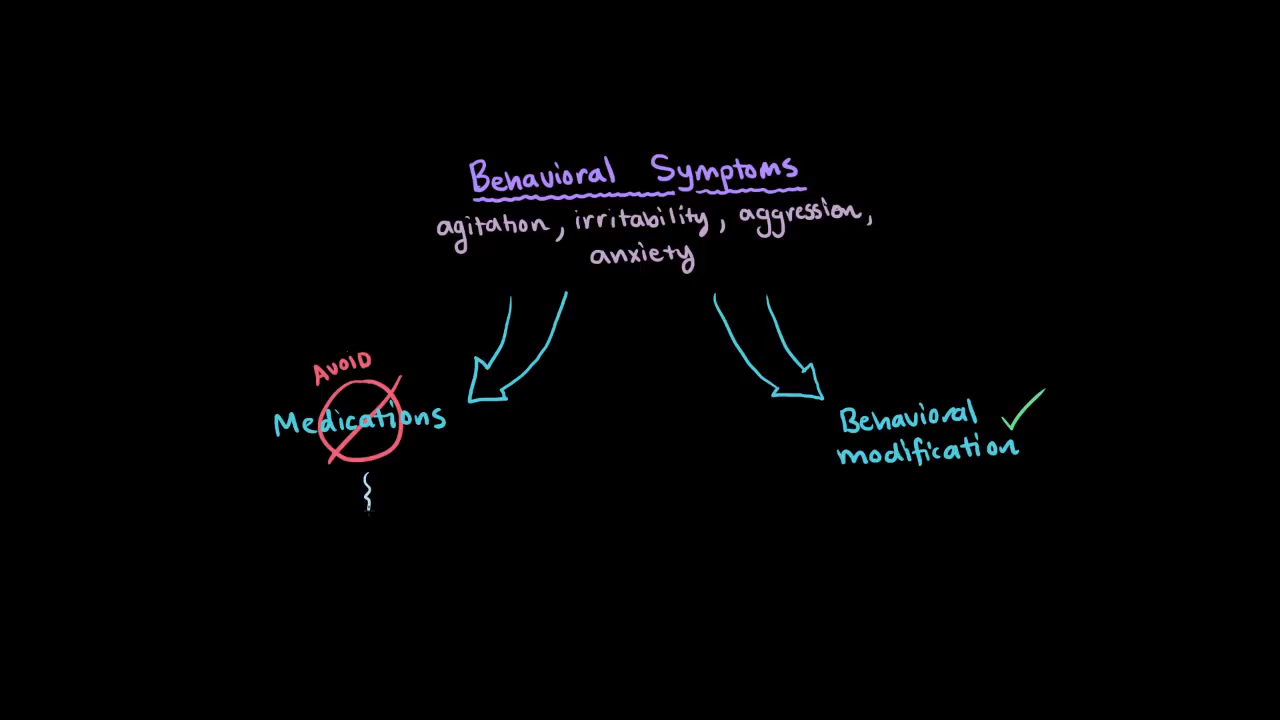 Behavioral Symptoms
agitation, irritability, aggression,
anxiety
AVOID
Medications
Behavioral
modification